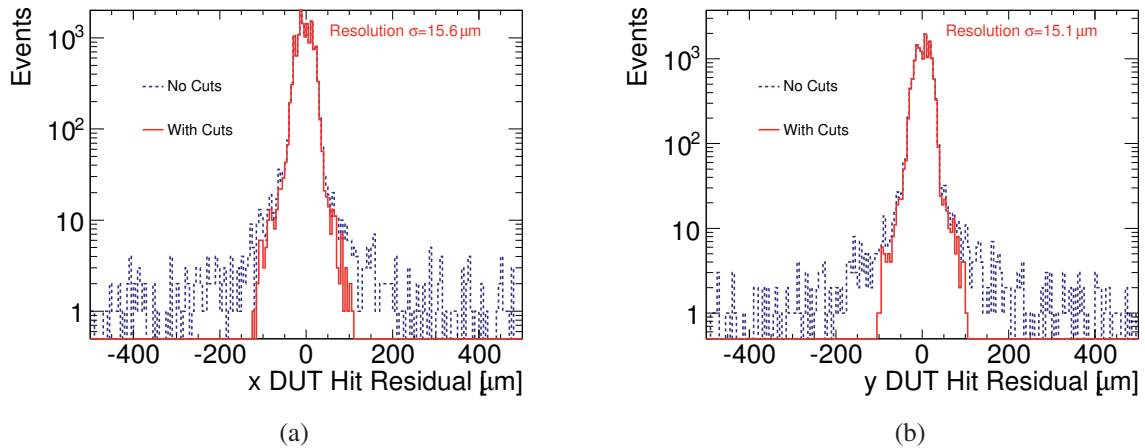 Events
10³
10²
10
1
Resolution σ=15.6 μm
No Cuts
With Cuts
-400 -200 0 200 400
x DUT Hit Residual [μm]
(a)
Events
10³
10²
10
1
Resolution σ=15.1 μm
No Cuts
With Cuts
-400 -200 0 200 400
y DUT Hit Residual [μm]
(b)